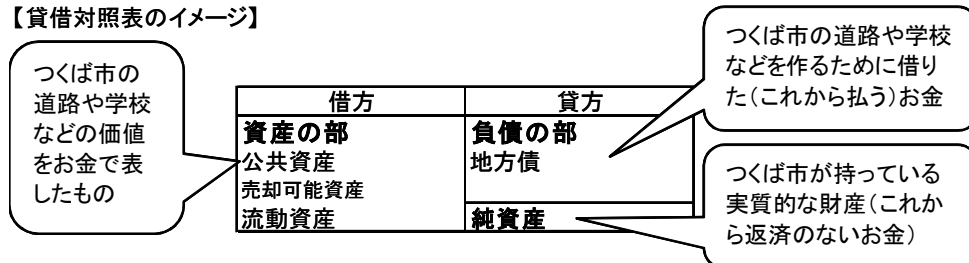 【貸借対照表のイメージ】
つくば市の
道路や学校
などの価値
をお金で表
したもの
借方
貸方
資産の部
負債の部
公共資産
地方債
売却可能資産
流動資産
純資産
つくば市の道路や学校
などを作るために借り
た(これから払う)お金
つくば市が持っている
実質的な財産(これか
ら返済のないお金)